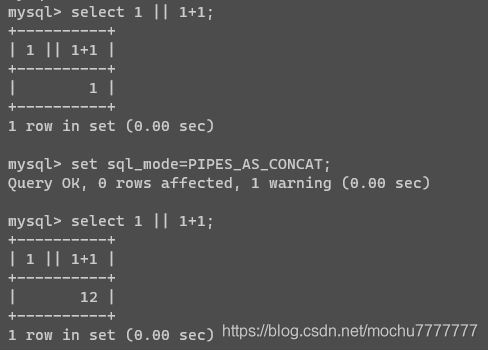 mysql> select 1 || 1+1;
+----------+
| 1 || 1+1 |
+----------+
|        1 |
+----------+
1 row in set (0.00 sec)
mysql> set sql_mode=PIPES_AS_CONCAT;
Query OK, 0 rows affected, 1 warning (0.00 sec)
mysql> select 1 || 1+1;
+----------+
| 1 || 1+1 |
+----------+
|       12 |
+----------+
1 row in set (0.00 sec)
https://blog.csdn.net/mochu7777777